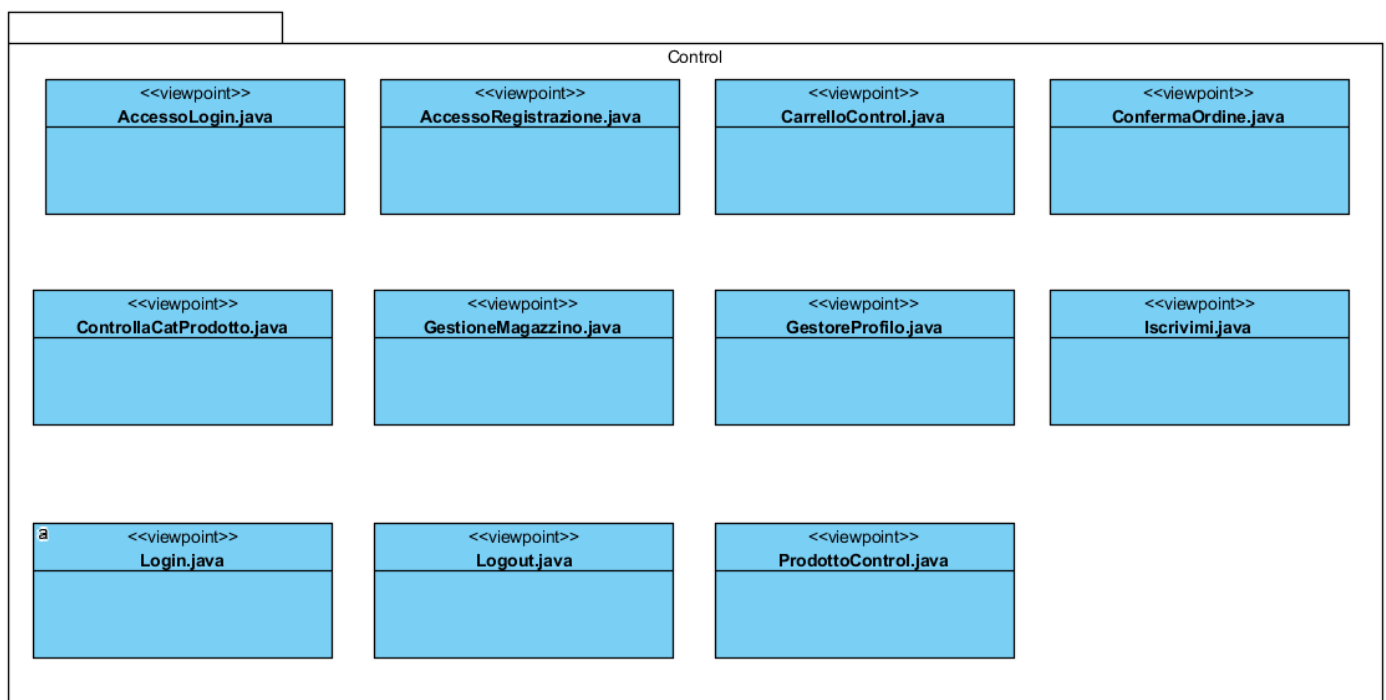 Control
<<viewpoint>>
AccessoLogin.java
<<viewpoint>>
AccessoRegistrazione.java
<<viewpoint>>
CarrelloControl.java
<<viewpoint>>
ConfermaOrdine.java
<<viewpoint>>
ControllaCatProdotto.java
<<viewpoint>>
GestioneMagazzino.java
<<viewpoint>>
GestoreProfilo.java
<<viewpoint>>
Iscrivimi.java
a
<<viewpoint>>
Login.java
<<viewpoint>>
Logout.java
<<viewpoint>>
ProdottoControl.java